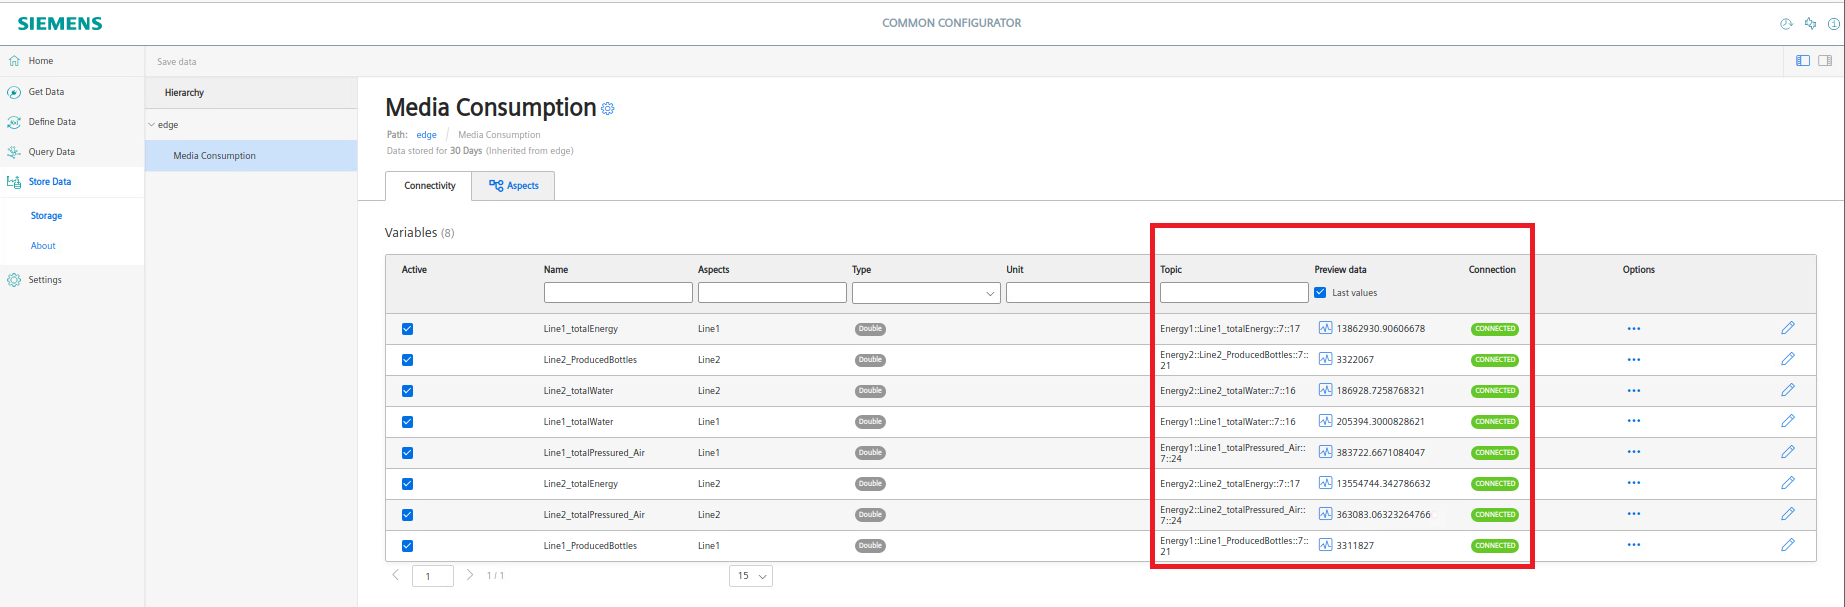 SIEMENS
COMMON CONFIGURATOR
Home
Save data
Get Data
Define Data
Query Data
Store Data
Storage
About
Settings
Hierarchy
edge
Media Consumption
Media Consumption
Path: edge / Media Consumption
Data stored for 30 Days (Inherited from edge)
Connectivity Aspects
Variables (8)
Active Name Aspects Type Unit Topic Preview data Connection Options
Last values
Line1_totalEnergy Line1 Double Energy1::Line1_totalEnergy::7::17 13862930.90606678 CONNECTED
Line2_ProducedBottles Line2 Double Energy2::Line2_ProducedBottles::7::
21 3322067 CONNECTED
Line2_totalWater Line2 Double Energy2::Line2_totalWater::7::16 186928.7258768321 CONNECTED
Line1_totalWater Line1 Double Energy1::Line1_totalWater::7::16 205394.3000828621 CONNECTED
Line1_totalPressured_Air Line1 Double Energy1::Line1_totalPressured_Air::
7::24 383722.6671084047 CONNECTED
Line2_totalEnergy Line2 Double Energy2::Line2_totalEnergy::7::17 13554744.342786632 CONNECTED
Line2_totalPressured_Air Line2 Double Energy2::Line2_totalPressured_Air::
7::24 363083.06323264766 CONNECTED
Line1_ProducedBottles Line1 Double Energy1::Line1_ProducedBottles::7::
21 3311827 CONNECTED
1 1 / 1 15